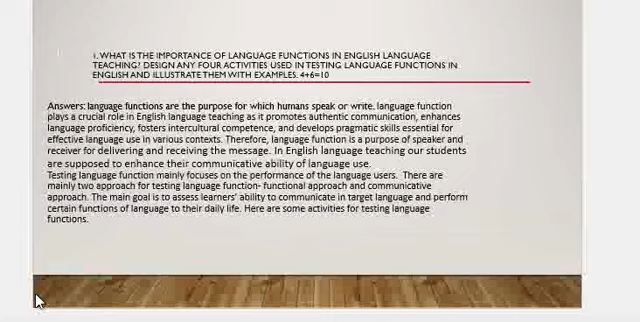 1. WHAT IS THE IMPORTANCE OF LANGUAGE FUNCTIONS IN ENGLISH LANGUAGE
TEACHING? DESIGN ANY FOUR ACTIVITIES USED IN TESTING LANGUAGE FUNCTIONS IN
ENGLISH AND ILLUSTRATE THEM WITH EXAMPLES. 4+6=10
Answers: language functions are the purpose for which humans speak or write. language function
plays a crucial role in English language teaching as it promotes authentic communication, enhances
language proficiency, fosters intercultural competence, and develops pragmatic skills essential for
effective language use in various contexts. Therefore, language function is a purpose of speaker and
receiver for delivering and receiving the message. In English language teaching our students
are supposed to enhance their communicative ability of language use.
Testing language function mainly focuses on the performance of the language users. There are
mainly two approach for testing language function- functional approach and communicative
approach. The main goal is to assess learners' ability to communicate in target language and perform
certain functions of language to their daily life. Here are some activities for testing language
functions.